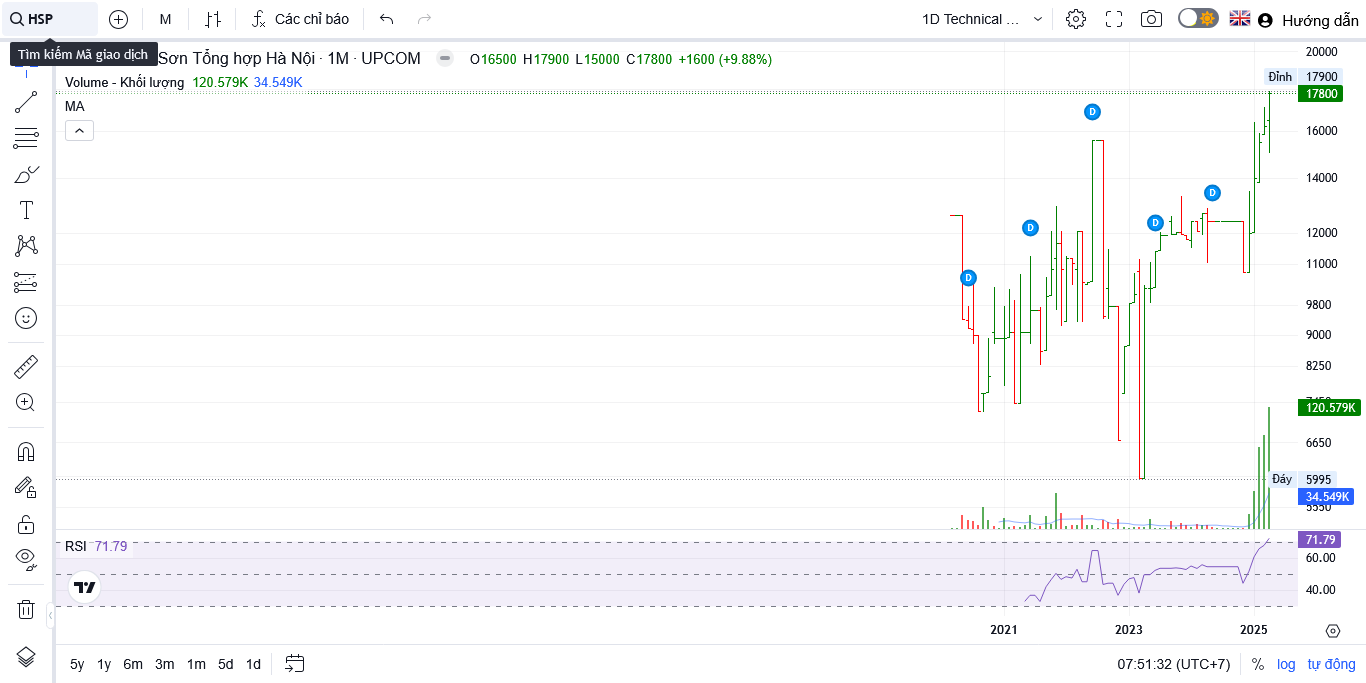 HSP
M
Các chỉ báo
1D Technical ...
Hướng dẫn
Tìm kiếm Mã giao dịch
Sơn Tổng hợp Hà Nội · 1M · UPCOM
O16500 H17900 L15000 C17800 +1600 (+9.88%)
Volume - Khối lượng 120.579K 34.549K
MA
20000
Đỉnh 17900
17800
16000
14000
12000
11000
9800
9000
8250
120.579K
6650
Đáy 5995
34.549K
5550
D
D
D
D
D
RSI 71.79
71.79
60.00
40.00
2021 2023 2025
5y 1y 6m 3m 1m 5d 1d
07:51:32 (UTC+7) % log tự động